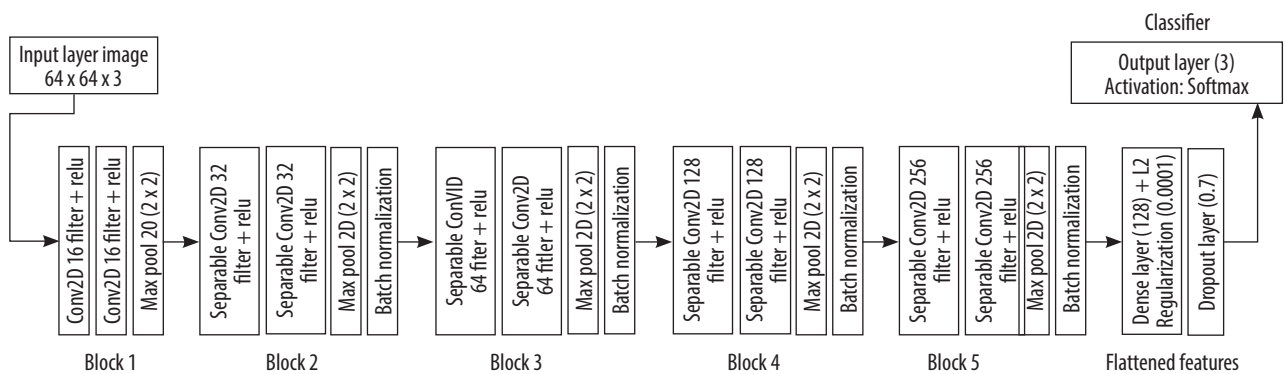 Classifier
Input layer image
64 x 64 x 3
Output layer (3)
Activation: Softmax
Conv2D 16 filter + relu
Conv2D 16 filter + relu
Max pool 20 (2 x 2)
Separable Conv2D 32
filter + relu
Separable Conv2D 32
filter + relu
Max pool 2D (2 x 2)
Batch normalization
Separable ConVID
64 fiter + relu
Separable Conv2D
64 fitler + relu
Max pool 2D (2 x 2)
Batch normalization
Separable Conv2D 128
filter + relu
Separable Conv2D 128
filter + relu
Max pool 2D (2 x 2)
Batch normalization
Separable Conv2D 256
filter + relu
Separable Conv2D 256
filter + relu
Max pool 2D (2 x 2)
Batch normalization
Dense layer (128) + L2
Regularization (0.0001)
Dropout layer (0.7)
Block 1
Block 2
Block 3
Block 4
Block 5
Flattened features